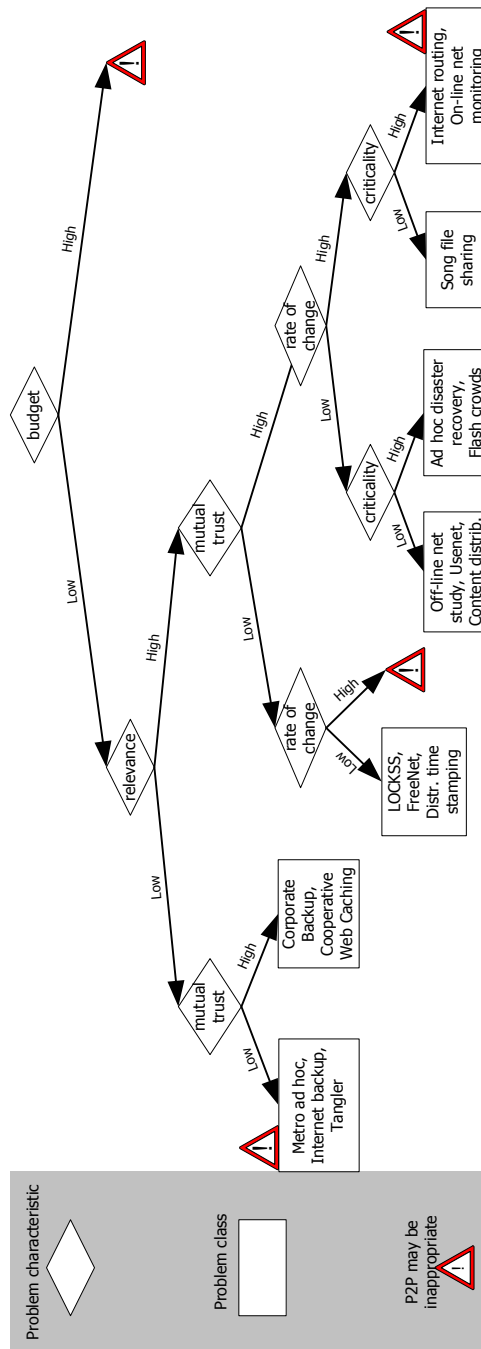 Problem characteristic
Problem class
P2P may be
inappropriate
!
budget
Low
High
!
relevance
Low
High
mutual
trust
Low
High
mutual
trust
Low
High
!
Metro ad hoc,
Internet backup,
Tangler
Corporate
Backup,
Cooperative
Web Caching
rate of
change
Low
High
rate of
change
Low
High
LOCKSS,
FreeNet,
Distr. time
stamping
!
criticality
Low
High
criticality
Low
High
Off-line net
study, Usenet,
Content distrib.
Ad hoc disaster
recovery,
Flash crowds
Song file
sharing
!
Internet routing,
On-line net
monitoring